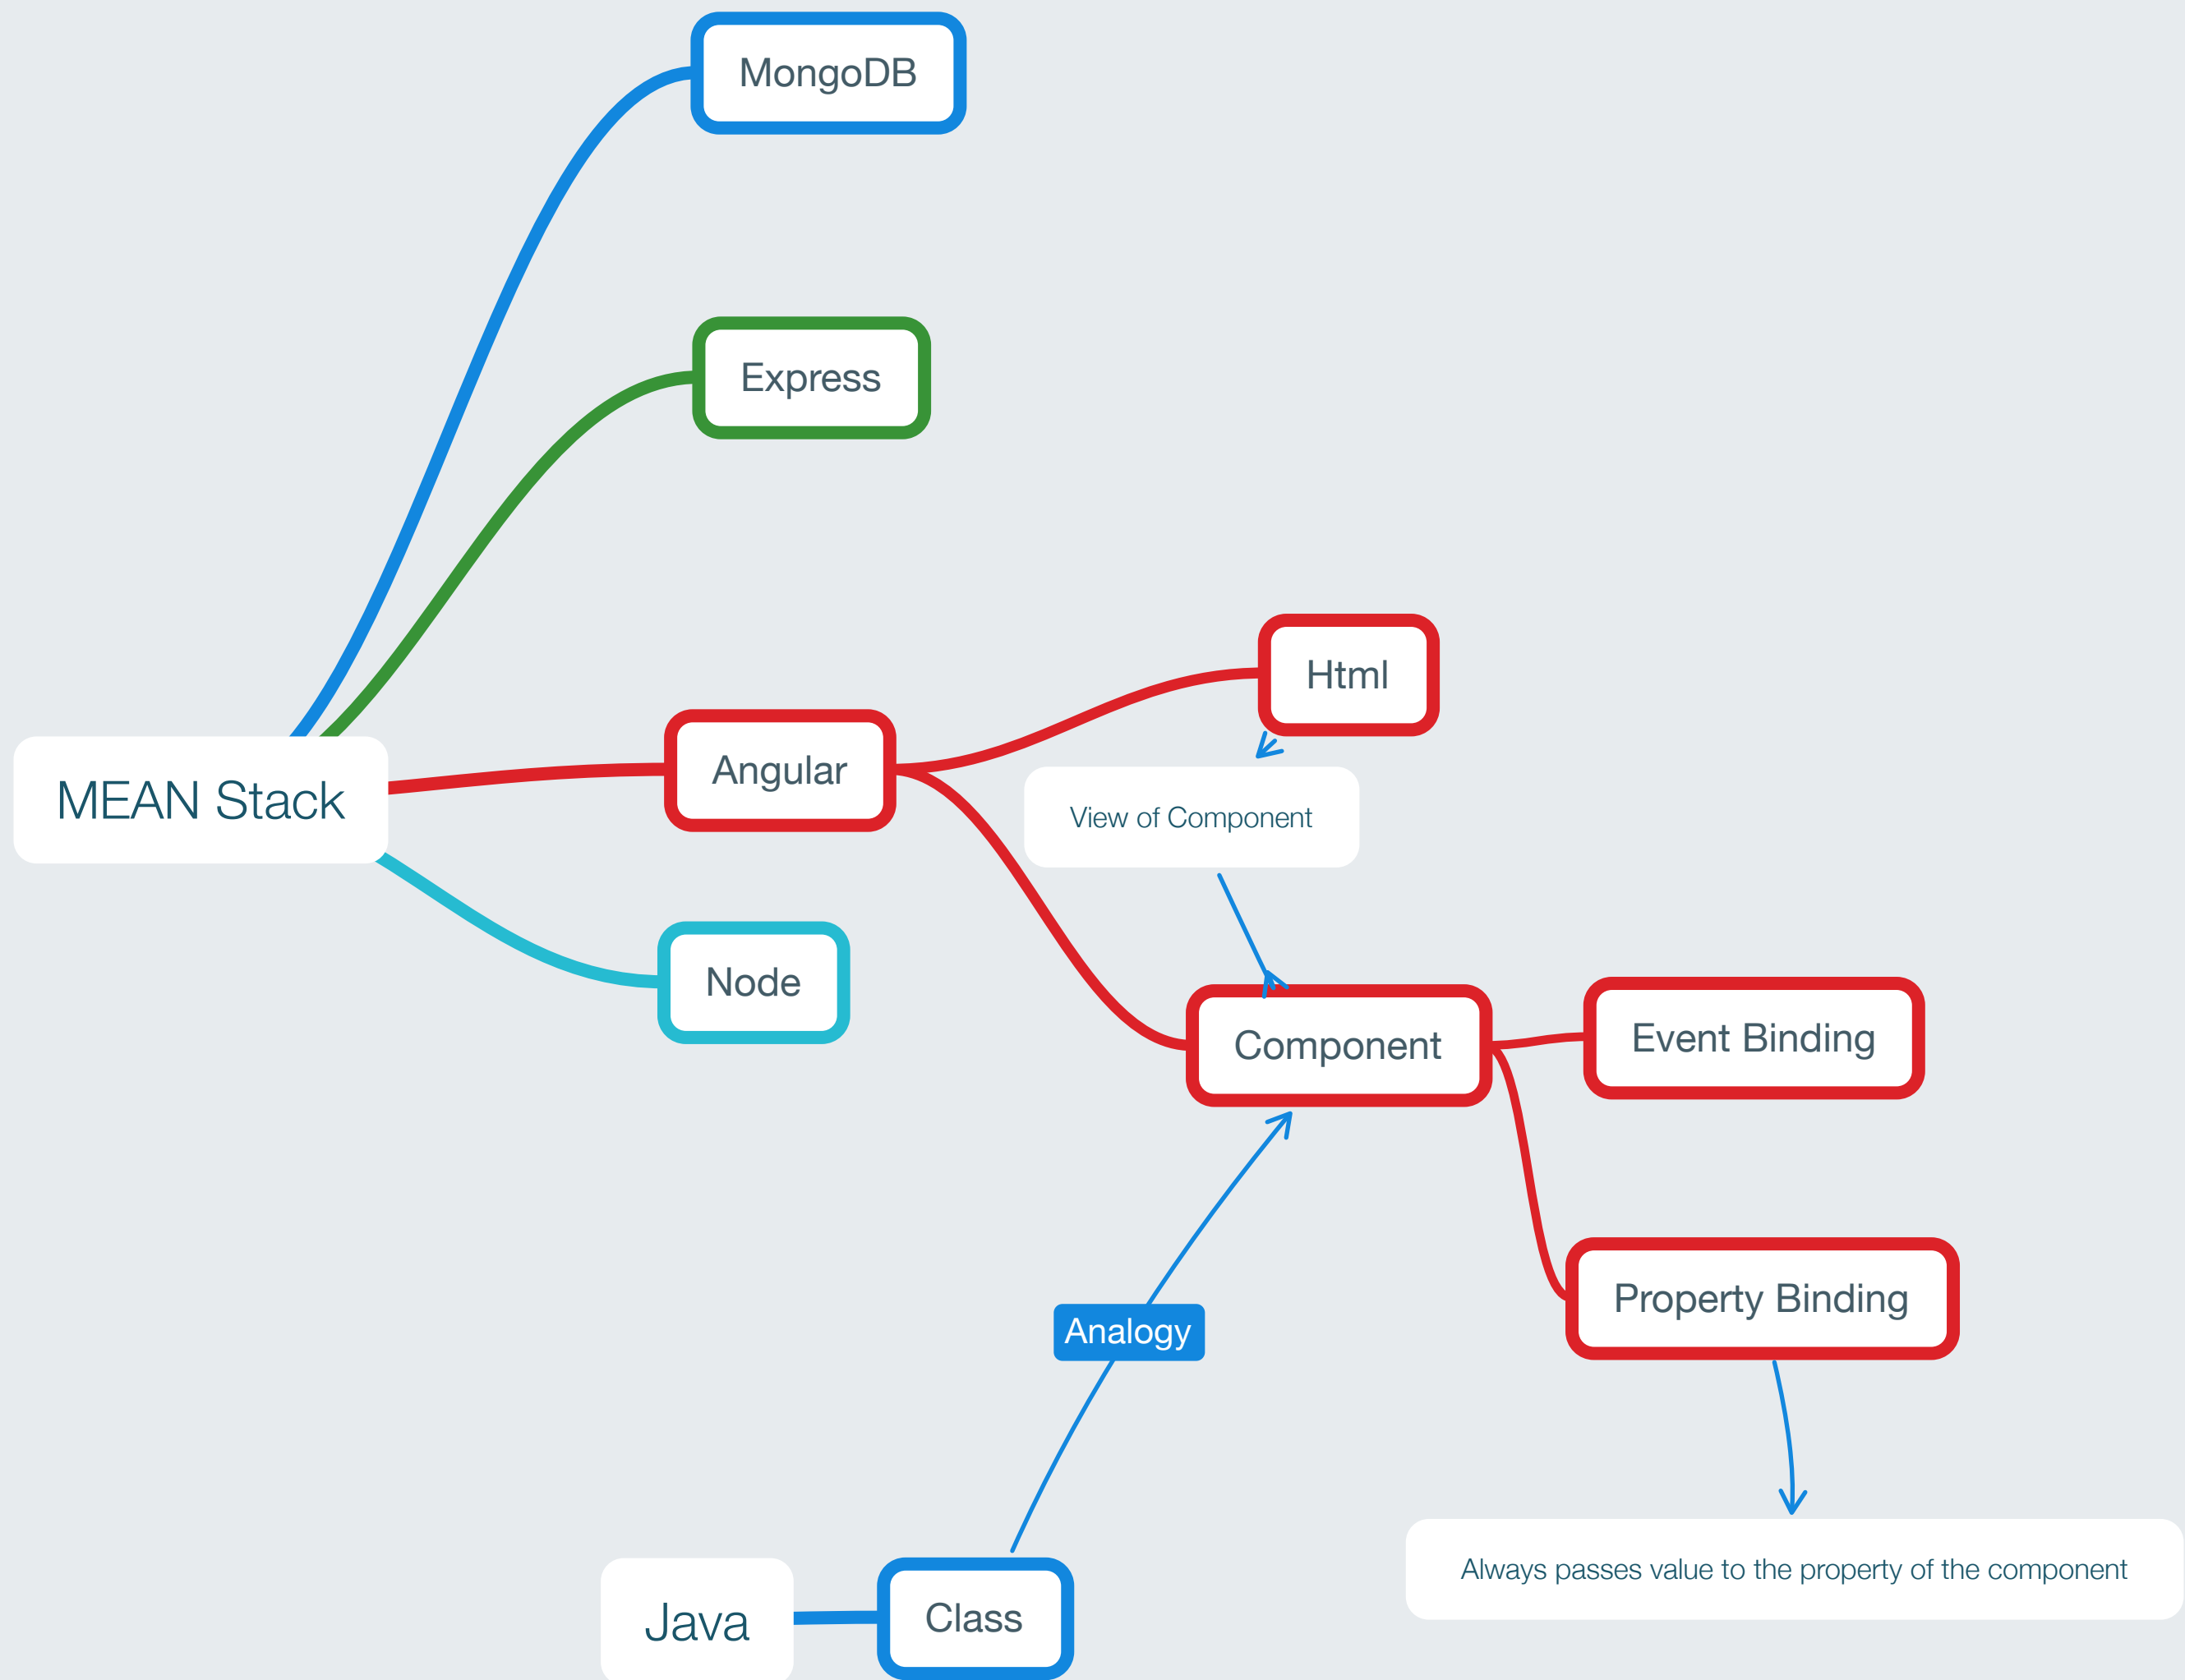 MongoDB
Express
Html
Angular
MEAN Stack
View of Component
Node
Component
Event Binding
Property Binding
Analogy
Always passes value to the property of the component
Java
Class